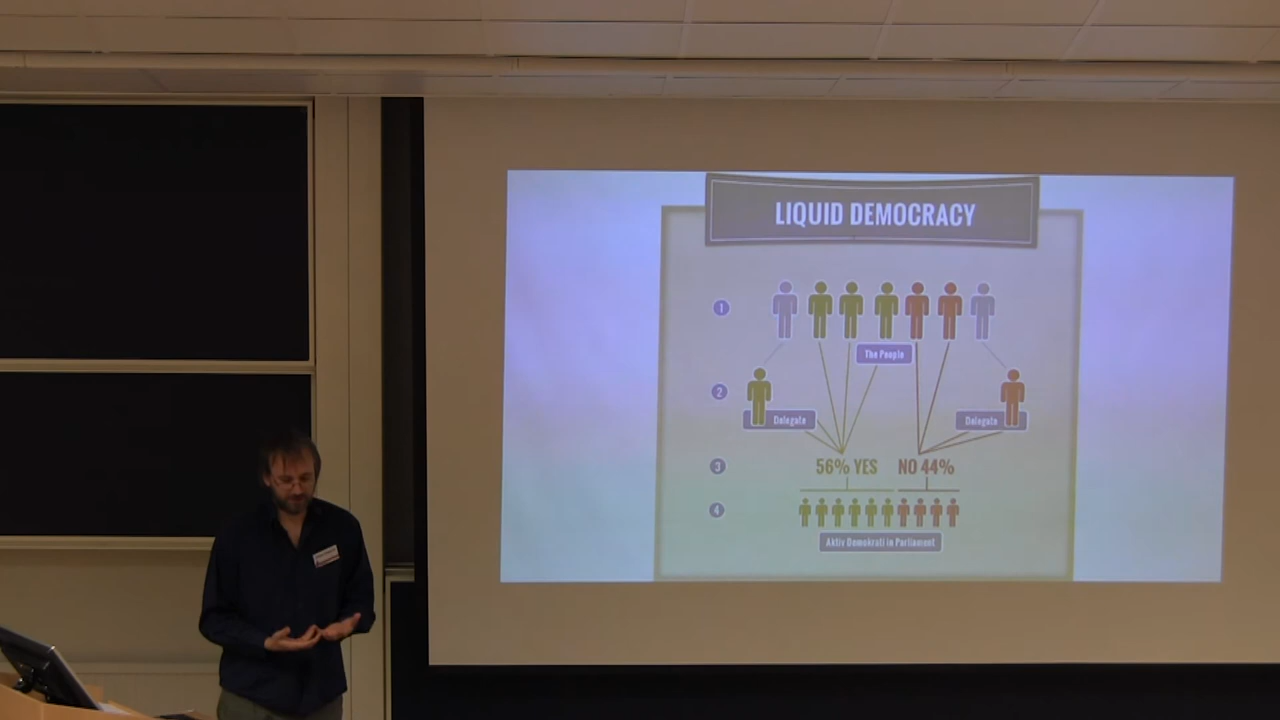 LIQUID DEMOCRACY
1
The People
2
Delegate
Delegate
3
56% YES
NO 44%
4
Aktiv Demokrati in Parliament